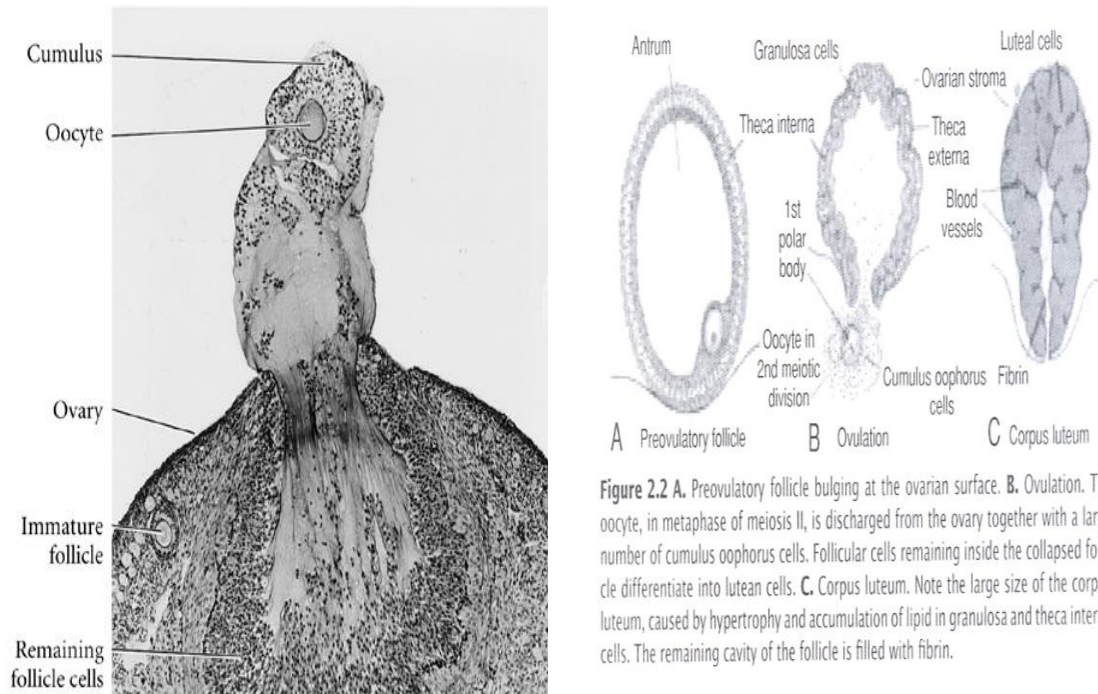 Cumulus
Oocyte
Ovary
Immature
follicle
Remaining
follicle cells
Antrum
Granulosa cells
Luteal cells
Ovarian stroma
Theca interna
Theca
externa
1st
polar
body
Blood
vessels
Oocyte in
2nd meiotic
division
Cumulus oophorus
cells
Fibrin
A Preovulatory follicle
B Ovulation
C Corpus luteum
Figure 2.2 A. Preovulatory follicle bulging at the ovarian surface. B. Ovulation. T
oocyte, in metaphase of meiosis II, is discharged from the ovary together with a lar
number of cumulus oophorus cells. Follicular cells remaining inside the collapsed fo
cle differentiate into lutean cells. C. Corpus luteum. Note the large size of the corp
luteum, caused by hypertrophy and accumulation of lipid in granulosa and theca inter
cells. The remaining cavity of the follicle is filled with fibrin.